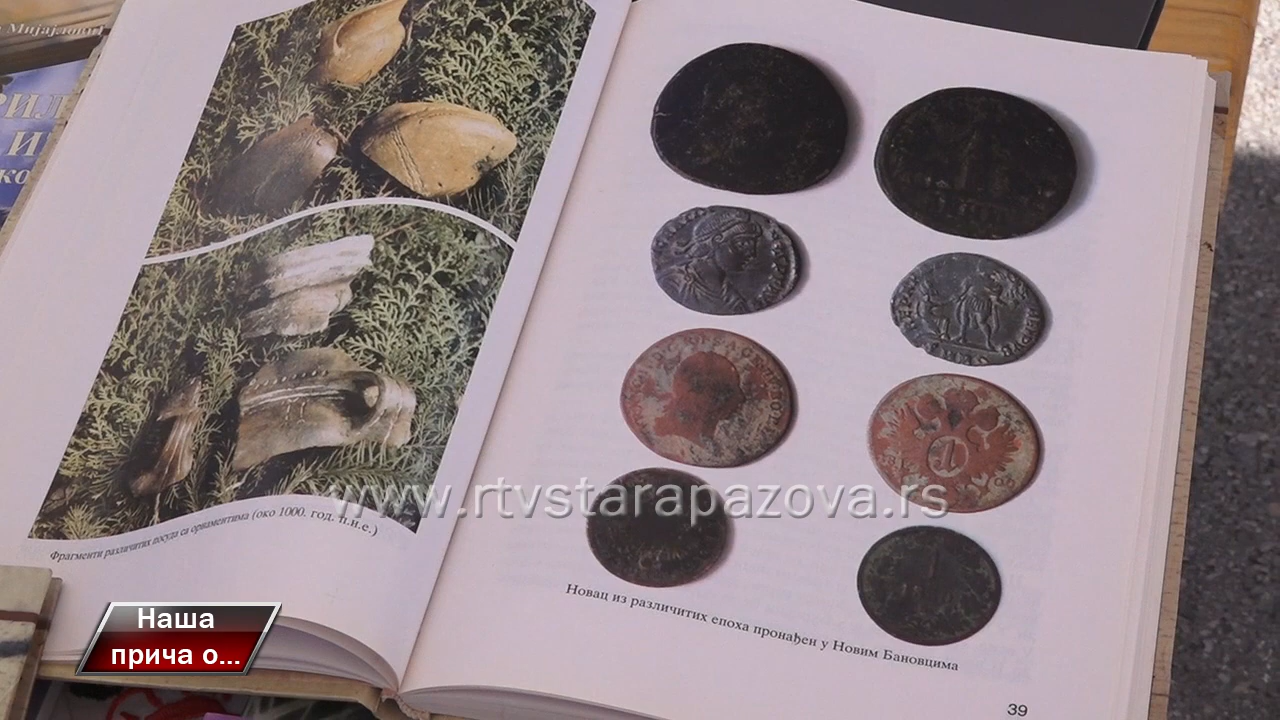 Мијајловић
Фрагменти различитих посуда са орнаментима (око 1000. год. п.н.е.)
www.rtvstarapazova.rs
Новац из различитих епоха пронађен у Новим Бановцима
39
Наша
прича о...